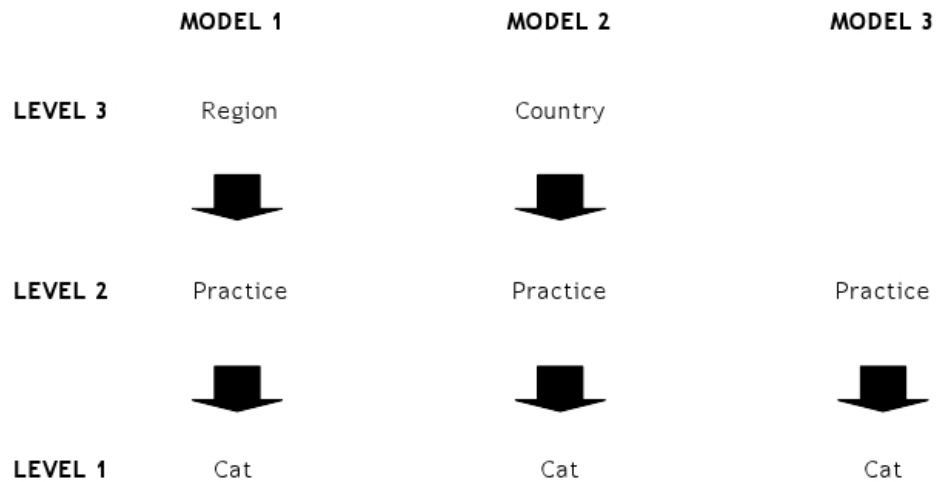 MODEL 1 MODEL 2 MODEL 3
LEVEL 3 Region Country
LEVEL 2 Practice Practice Practice
LEVEL 1 Cat Cat Cat